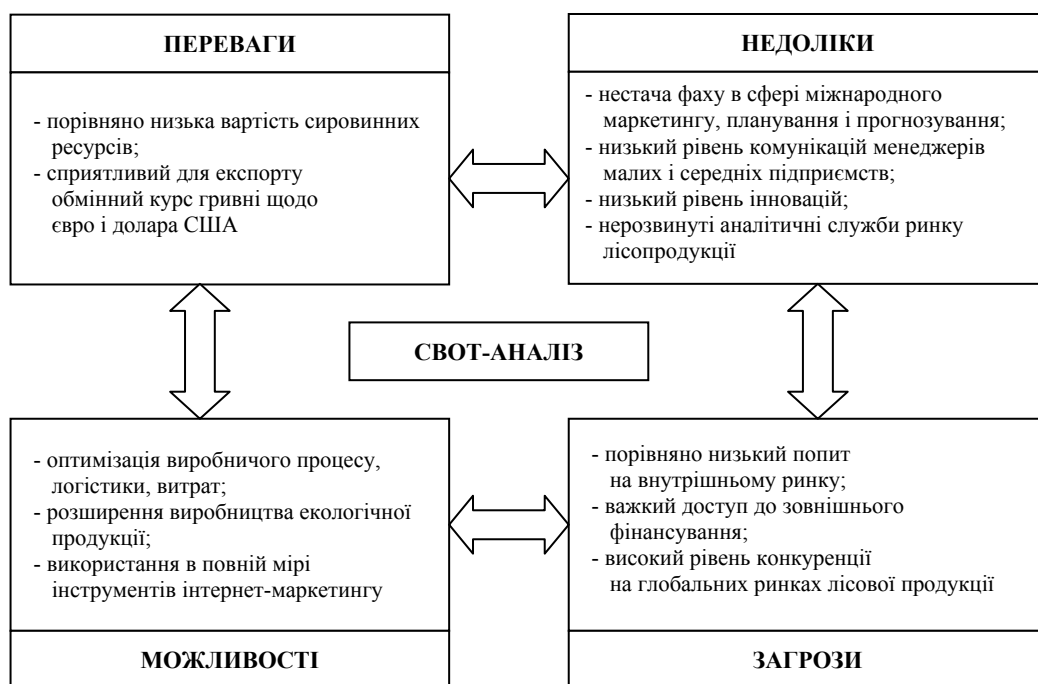 ПЕРЕВАГИ
- порівняно низька вартість сировинних
ресурсів;
- сприятливий для експорту
обмінний курс гривні щодо
євро і долара США
НЕДОЛІКИ
- нестача фаху в сфері міжнародного
маркетингу, планування і прогнозування;
- низький рівень комунікацій менеджерів
малих і середніх підприємств;
- низький рівень інновацій;
- нерозвинуті аналітичні служби ринку
лісопродукції
СВОТ-АНАЛІЗ
- оптимізація виробничого процесу,
логістики, витрат;
- розширення виробництва екологічної
продукції;
- використання в повній мірі
інструментів інтернет-маркетингу
МОЖЛИВОСТІ
- порівняно низький попит
на внутрішньому ринку;
- важкий доступ до зовнішнього
фінансування;
- високий рівень конкуренції
на глобальних ринках лісової продукції
ЗАГРОЗИ